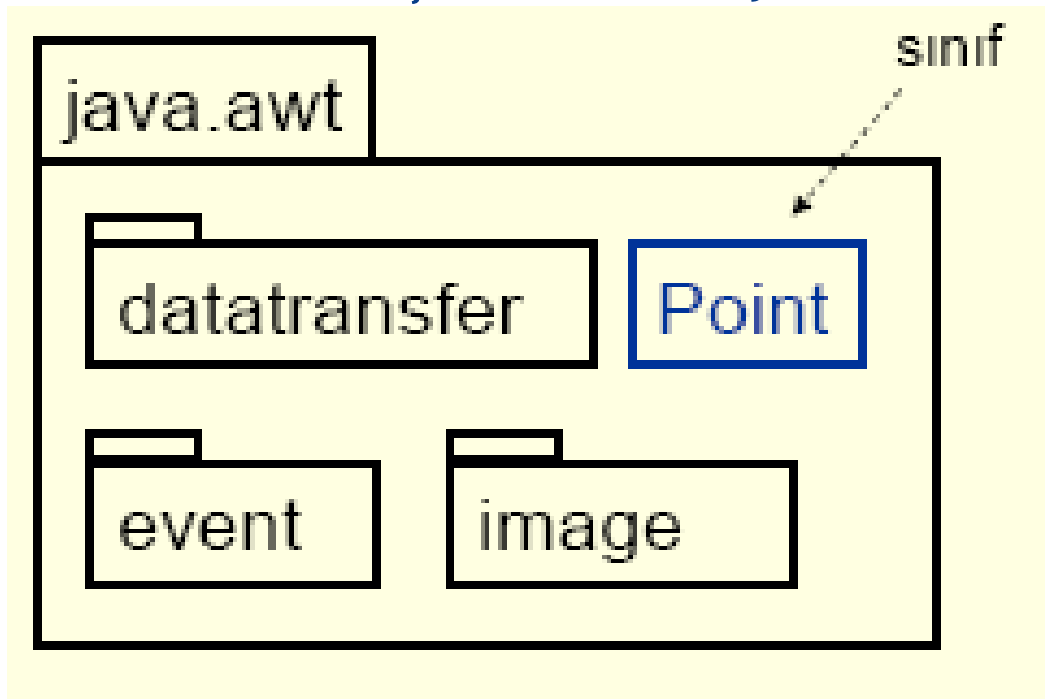 sınıf
java.awt
datatransfer
Point
event
image